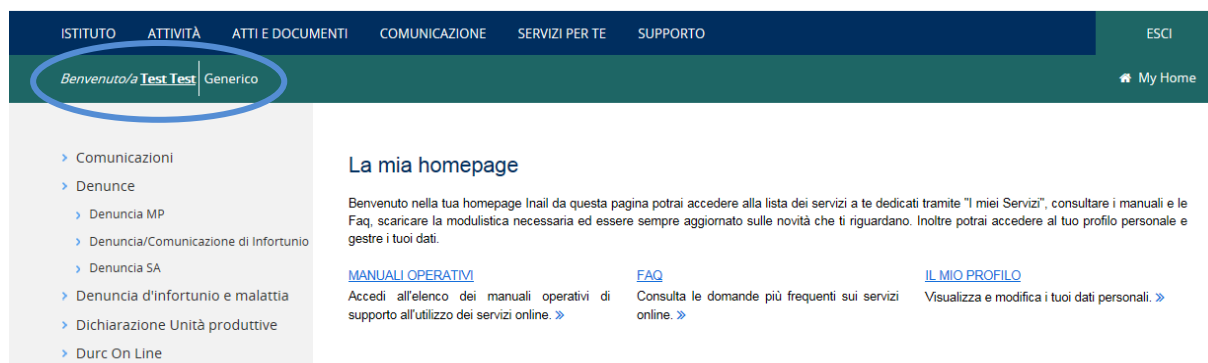 ISTITUTO ATTIVITÀ ATTI E DOCUMENTI COMUNICAZIONE SERVIZI PER TE SUPPORTO ESCI
Benvenuto/a Test Test Generico My Home
Comunicazioni
Denunce
Denuncia MP
Denuncia/Comunicazione di Infortunio
Denuncia SA
Denuncia d'infortunio e malattia
Dichiarazione Unità produttive
Durc On Line
La mia homepage
Benvenuto nella tua homepage Inail da questa pagina potrai accedere alla lista dei servizi a te dedicati tramite "I miei Servizi", consultare i manuali e le
Faq, scaricare la modulistica necessaria ed essere sempre aggiornato sulle novità che ti riguardano. Inoltre potrai accedere al tuo profilo personale e
gestre i tuoi dati.
MANUALI OPERATIVI
Accedi all'elenco dei manuali operativi di
supporto all'utilizzo dei servizi online. »
FAQ
Consulta le domande più frequenti sui servizi
online. »
IL MIO PROFILO
Visualizza e modifica i tuoi dati personali. »